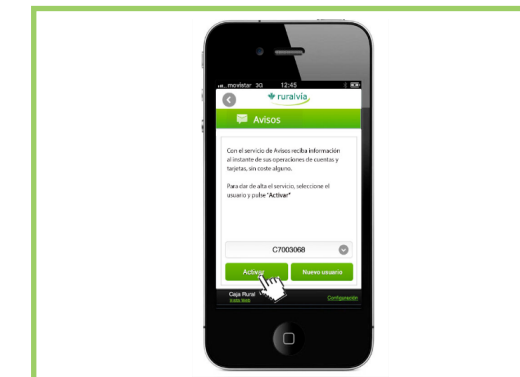 movistar 3G 12:45
ruralvía
Avisos
Con el servicio de Avisos reciba información
al instante de sus operaciones de cuentas y
tarjetas, sin coste alguno.
Para dar de alta el servicio, seleccione el
usuario y pulse "Activar"
C7003068
Activar Nuevo usuario
Caja Rural
Configuración